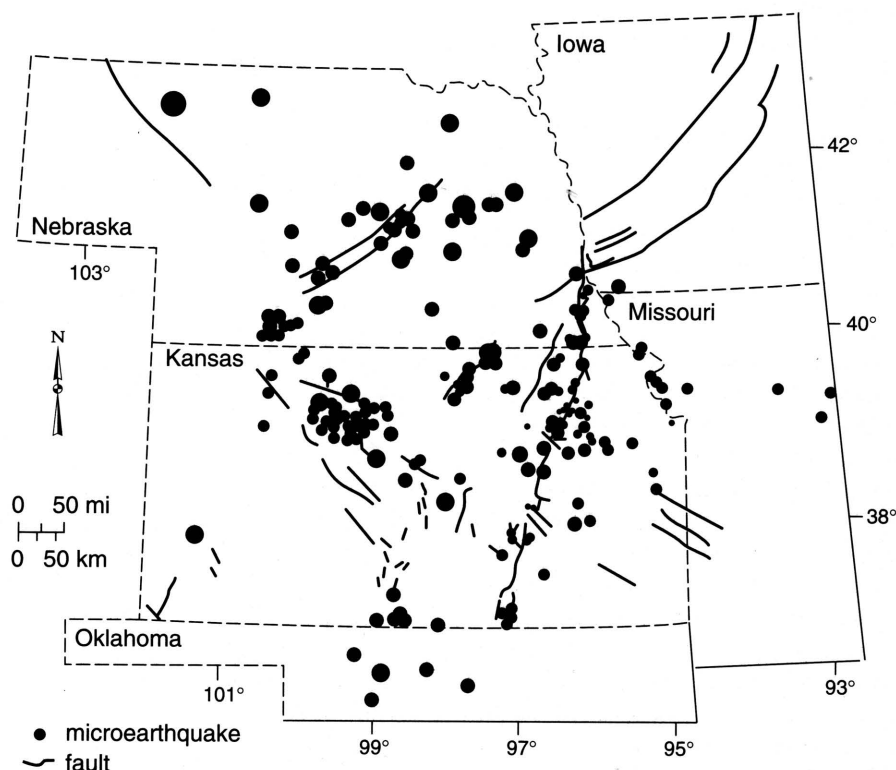 Iowa
42°
Nebraska
103°
Missouri
N
40°
Kansas
0 50 mi
0 50 km
38°
Oklahoma
101°
93°
microearthquake
99°
97°
95°
fault